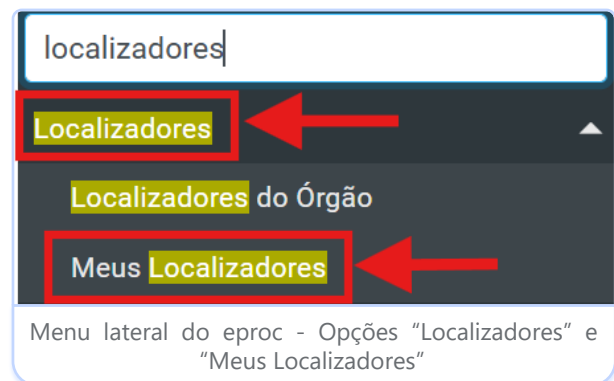 localizadores
Localizadores
Localizadores do Órgão
Meus Localizadores
Menu lateral do eproc - Opções “Localizadores” e
“Meus Localizadores”